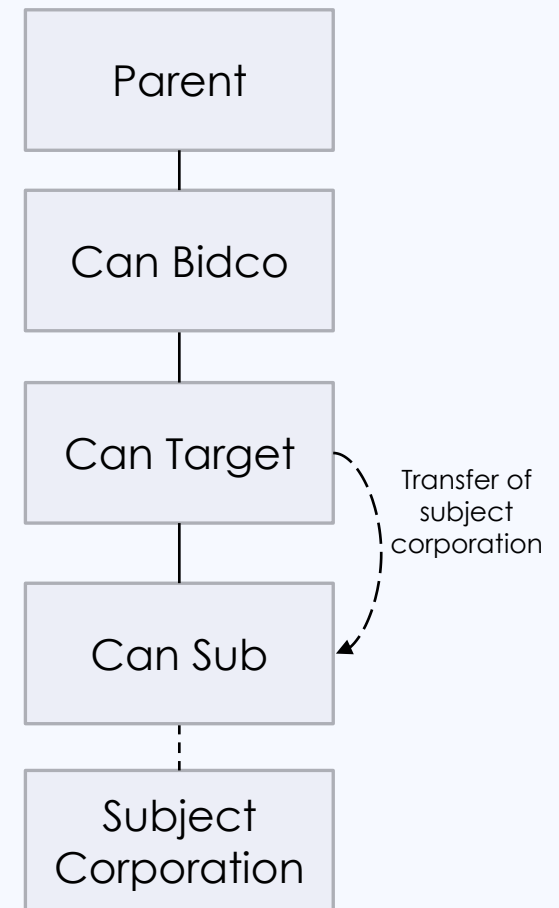 Parent
Can Bidco
Can Target
Transfer of
subject
corporation
Can Sub
Subject
Corporation